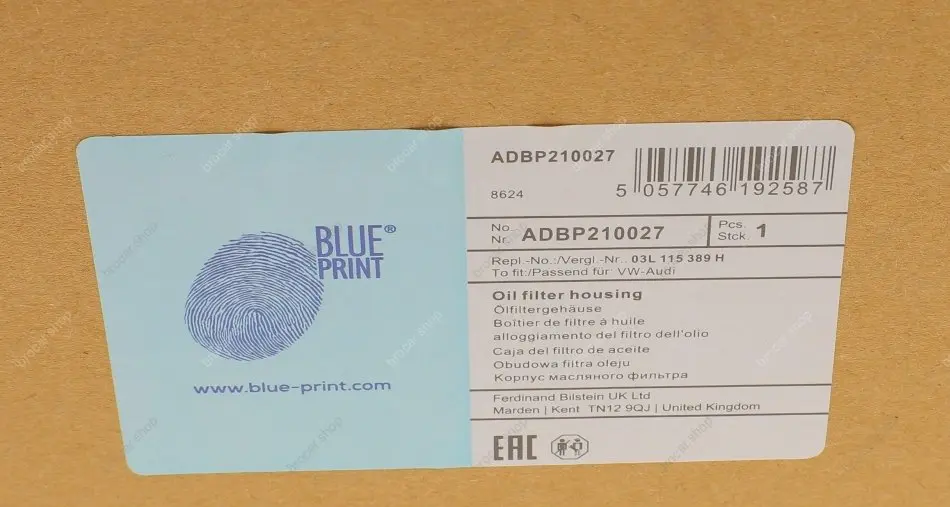 BLUE®
PRINT
www.blue-print.com
ADBP210027
8624
5 057746 192587
No.
Nr. ADBP210027
Pcs.
Stck. 1
Repl.-No.:/Vergl.-Nr.: 03L 115 389 H
To fit:/Passend für: VW-Audi
Oil filter housing
Ölfiltergehäuse
Boîtier de filtre à huile
alloggiamento del filtro dell'olio
Caja del filtro de aceite
Obudowa filtra oleju
Корпус масляного фильтра
Ferdinand Bilstein UK Ltd
Marden | Kent TN12 9QJ | United Kingdom
EAC